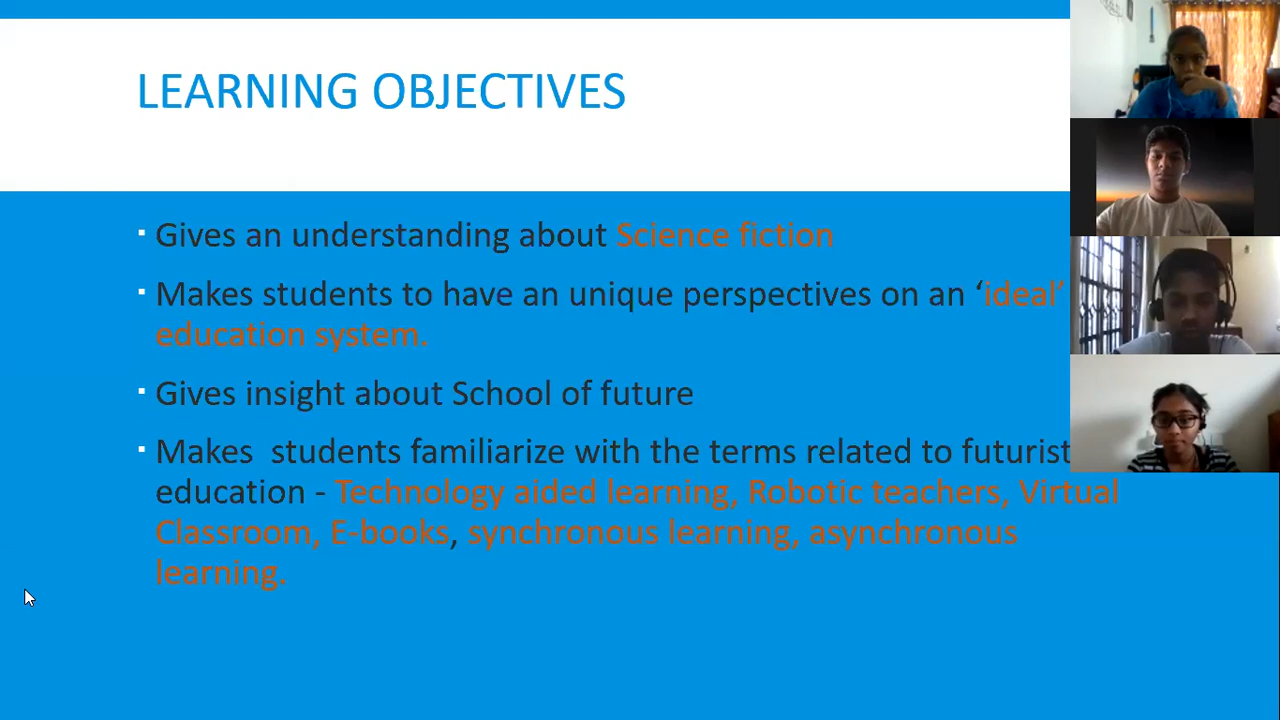 LEARNING OBJECTIVES
Gives an understanding about Science fiction
Makes students to have an unique perspectives on an ‘ideal’
education system.
Gives insight about School of future
Makes  students familiarize with the terms related to futurist
education - Technology aided learning, Robotic teachers, Virtual
Classroom, E-books, synchronous learning, asynchronous
learning.